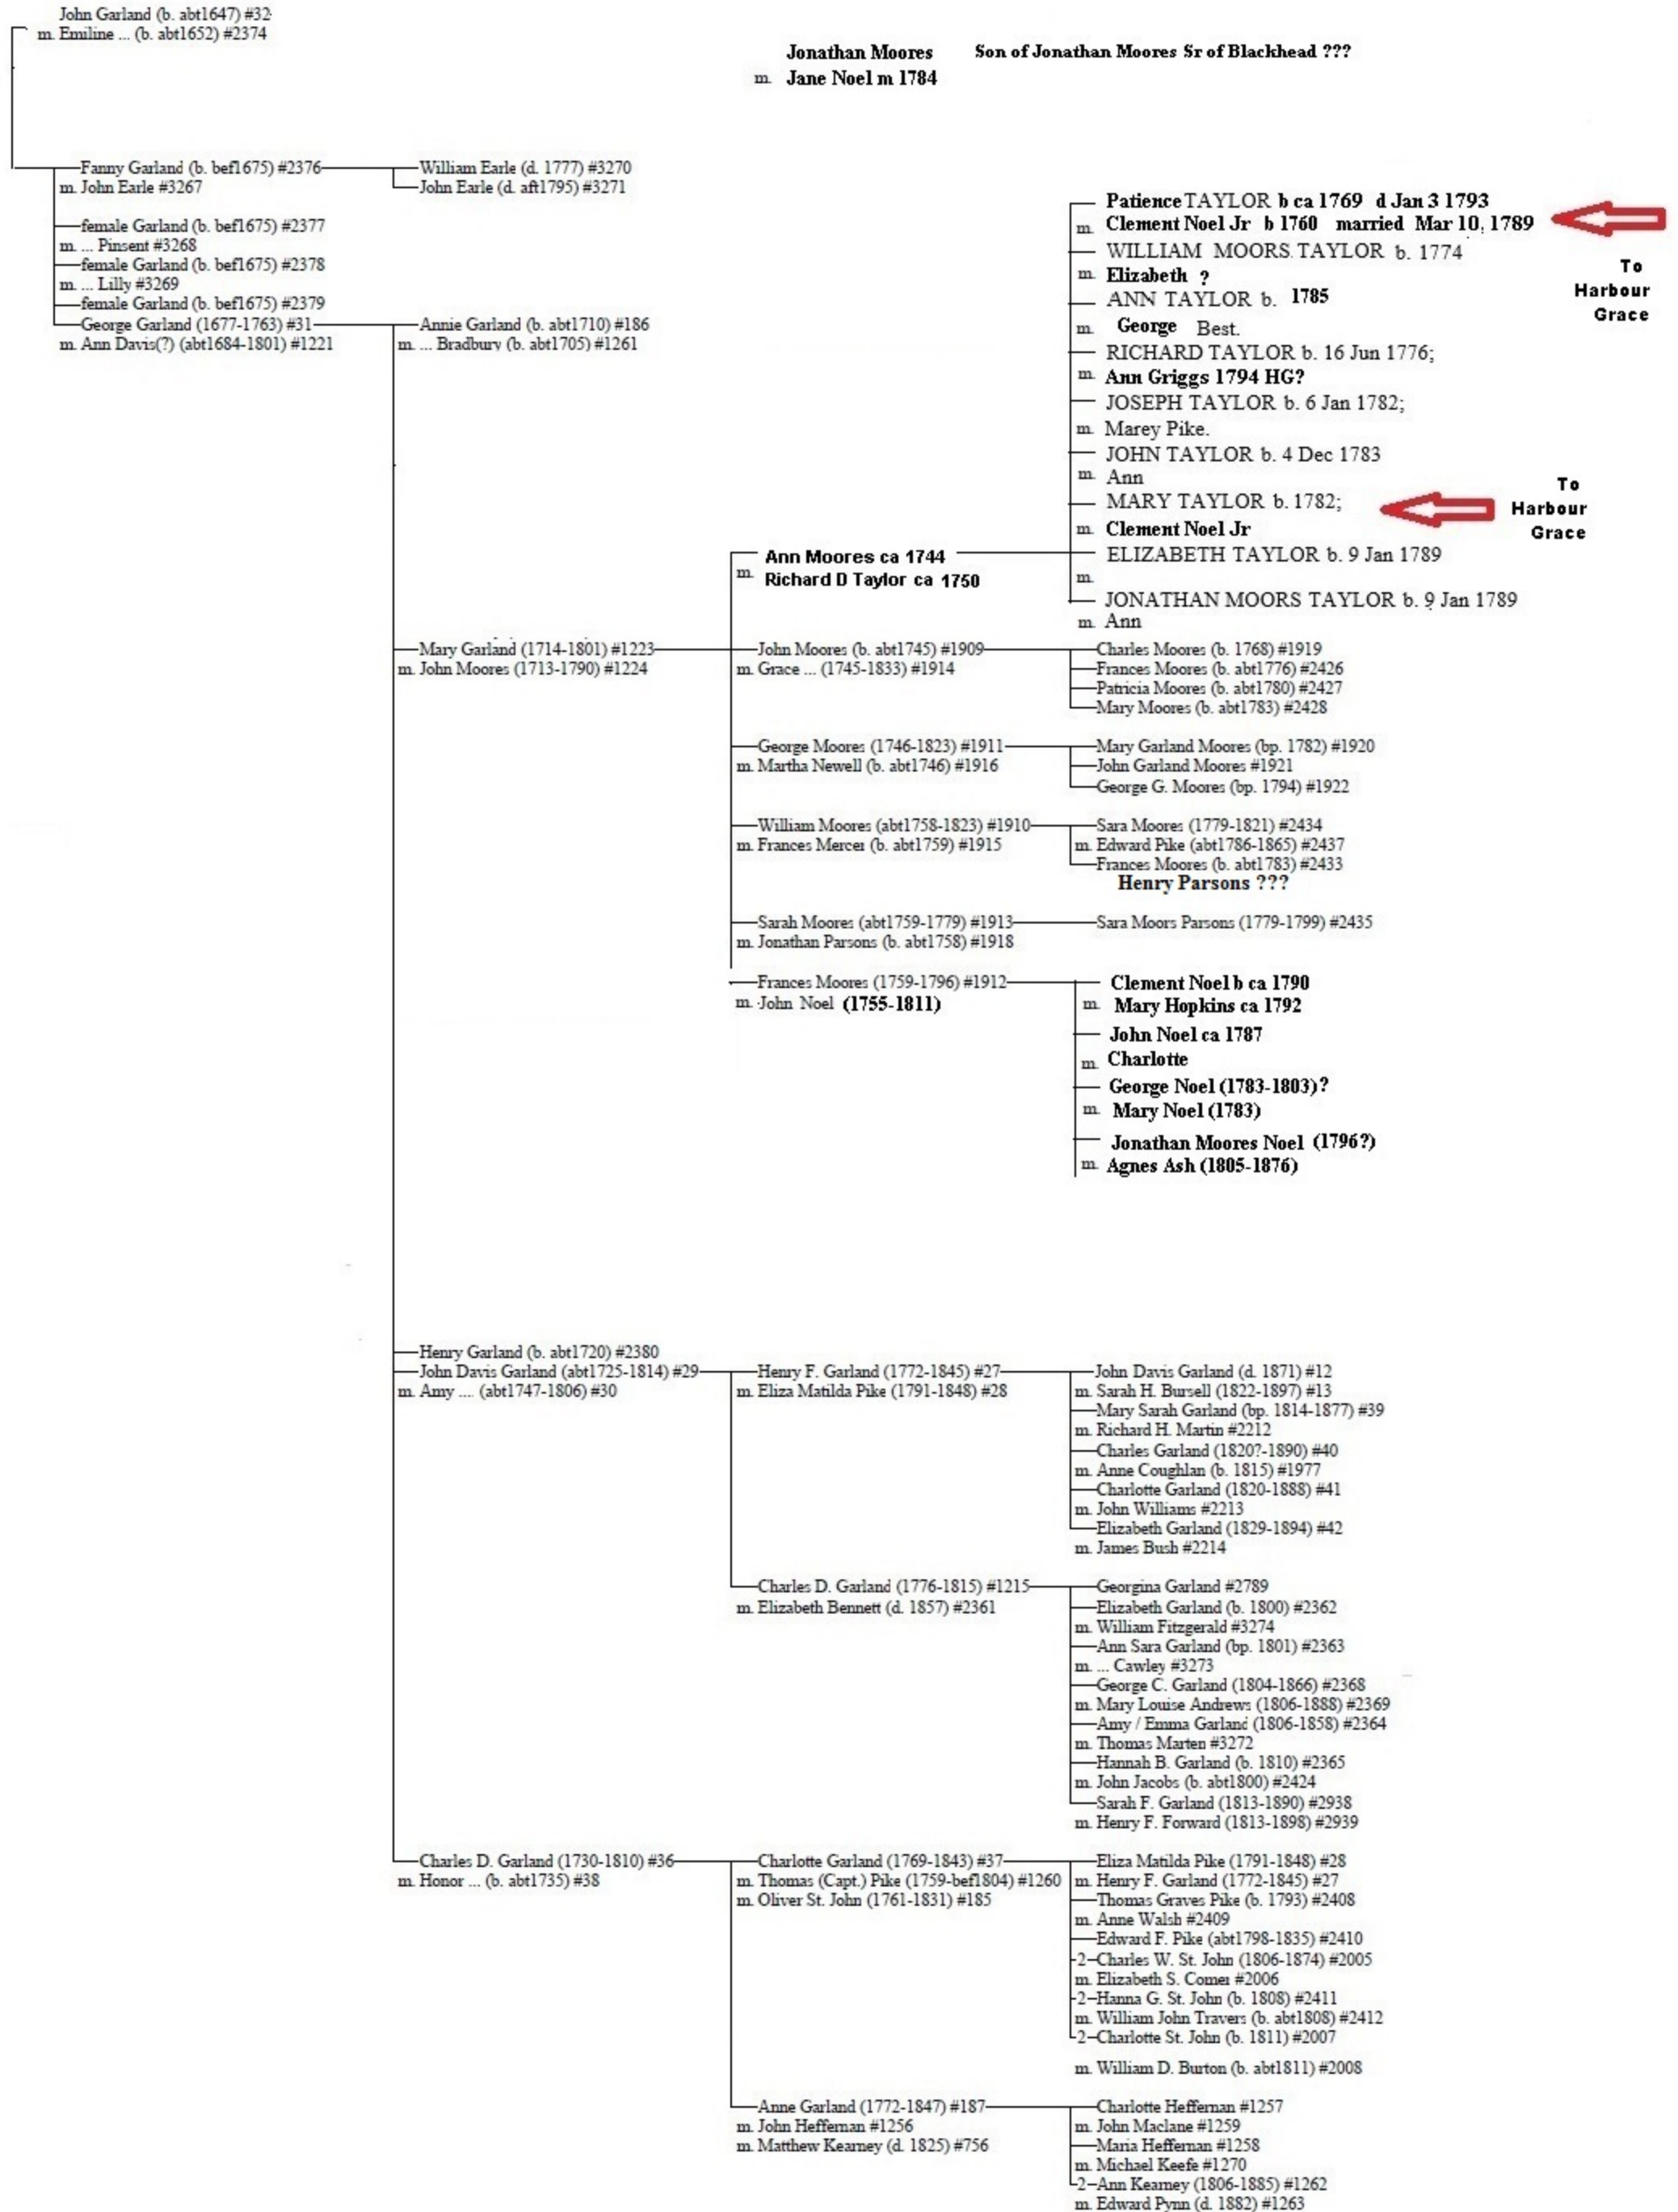 John Garland (b. abt1647) #32
m. Emiline ... (b. abt1652) #2374
Jonathan Moores Son of Jonathan Moores Sr of Blackhead ???
m. Jane Noel m 1784
Fanny Garland (b. bef1675) #2376
m. John Earle #3267
female Garland (b. bef1675) #2377
m. ... Pinsent #3268
female Garland (b. bef1675) #2378
m. ... Lilly #3269
female Garland (b. bef1675) #2379
George Garland (1677-1763) #31
m. Ann Davis(?) (abt1684-1801) #1221
William Earle (d. 1777) #3270
John Earle (d. aft1795) #3271
Annie Garland (b. abt1710) #186
m. ... Bradbury (b. abt1705) #1261
Patience TAYLOR b ca 1769 d Jan 3 1793
m. Clement Noel Jr b 1760 married Mar 10, 1789
WILLIAM MOORS TAYLOR b. 1774
m. Elizabeth ?
ANN TAYLOR b. 1785
m. George Best.
RICHARD TAYLOR b. 16 Jun 1776;
m. Ann Griggs 1794 HG?
JOSEPH TAYLOR b. 6 Jan 1782;
m. Marey Pike.
JOHN TAYLOR b. 4 Dec 1783
m. Ann
MARY TAYLOR b. 1782;
m. Clement Noel Jr
ELIZABETH TAYLOR b. 9 Jan 1789
m.
JONATHAN MOORS TAYLOR b. 9 Jan 1789
m. Ann
To
Harbour
Grace
To
Harbour
Grace
Ann Moores ca 1744
m. Richard D Taylor ca 1750
Mary Garland (1714-1801) #1223
m. John Moores (1713-1790) #1224
John Moores (b. abt1745) #1909
m. Grace ... (1745-1833) #1914
Charles Moores (b. 1768) #1919
Frances Moores (b. abt1776) #2426
Patricia Moores (b. abt1780) #2427
Mary Moores (b. abt1783) #2428
George Moores (1746-1823) #1911
m. Martha Newell (b. abt1746) #1916
Mary Garland Moores (bp. 1782) #1920
John Garland Moores #1921
George G. Moores (bp. 1794) #1922
William Moores (abt1758-1823) #1910
m. Frances Mercer (b. abt1759) #1915
Sara Moores (1779-1821) #2434
m. Edward Pike (abt1786-1865) #2437
Frances Moores (b. abt1783) #2433
Henry Parsons ???
Sarah Moores (abt1759-1779) #1913
m. Jonathan Parsons (b. abt1758) #1918
Sara Moors Parsons (1779-1799) #2435
Frances Moores (1759-1796) #1912
m. John Noel (1755-1811)
Clement Noel b ca 1790
m. Mary Hopkins ca 1792
John Noel ca 1787
m. Charlotte
George Noel (1783-1803)?
m. Mary Noel (1783)
Jonathan Moores Noel (1796?)
m. Agnes Ash (1805-1876)
Henry Garland (b. abt1720) #2380
John Davis Garland (abt1725-1814) #29
m. Amy .... (abt1747-1806) #30
Henry F. Garland (1772-1845) #27
m. Eliza Matilda Pike (1791-1848) #28
John Davis Garland (d. 1871) #12
m. Sarah H. Bursell (1822-1897) #13
Mary Sarah Garland (bp. 1814-1877) #39
m. Richard H. Martin #2212
Charles Garland (1820?-1890) #40
m. Anne Coughlan (b. 1815) #1977
Charlotte Garland (1820-1888) #41
m. John Williams #2213
Elizabeth Garland (1829-1894) #42
m. James Bush #2214
Charles D. Garland (1776-1815) #1215
m. Elizabeth Bennett (d. 1857) #2361
Georgina Garland #2789
Elizabeth Garland (b. 1800) #2362
m. William Fitzgerald #3274
Ann Sara Garland (bp. 1801) #2363
m. ... Cawley #3273
George C. Garland (1804-1866) #2368
m. Mary Louise Andrews (1806-1888) #2369
Amy / Emma Garland (1806-1858) #2364
m. Thomas Marten #3272
Hannah B. Garland (b. 1810) #2365
m. John Jacobs (b. abt1800) #2424
Sarah F. Garland (1813-1890) #2938
m. Henry F. Forward (1813-1898) #2939
Charles D. Garland (1730-1810) #36
m. Honor ... (b. abt1735) #38
Charlotte Garland (1769-1843) #37
m. Thomas (Capt.) Pike (1759-bef1804) #1260
m. Oliver St. John (1761-1831) #185
Eliza Matilda Pike (1791-1848) #28
m. Henry F. Garland (1772-1845) #27
Thomas Graves Pike (b. 1793) #2408
m. Anne Walsh #2409
Edward F. Pike (abt1798-1835) #2410
2 Charles W. St. John (1806-1874) #2005
m. Elizabeth S. Comer #2006
2 Hanna G. St. John (b. 1808) #2411
m. William John Travers (b. abt1808) #2412
2 Charlotte St. John (b. 1811) #2007
m. William D. Burton (b. abt1811) #2008
Anne Garland (1772-1847) #187
m. John Heffernan #1256
m. Matthew Kearney (d. 1825) #756
Charlotte Heffernan #1257
m. John Maclane #1259
Maria Heffernan #1258
m. Michael Keefe #1270
2 Ann Kearney (1806-1885) #1262
m. Edward Pynn (d. 1882) #1263